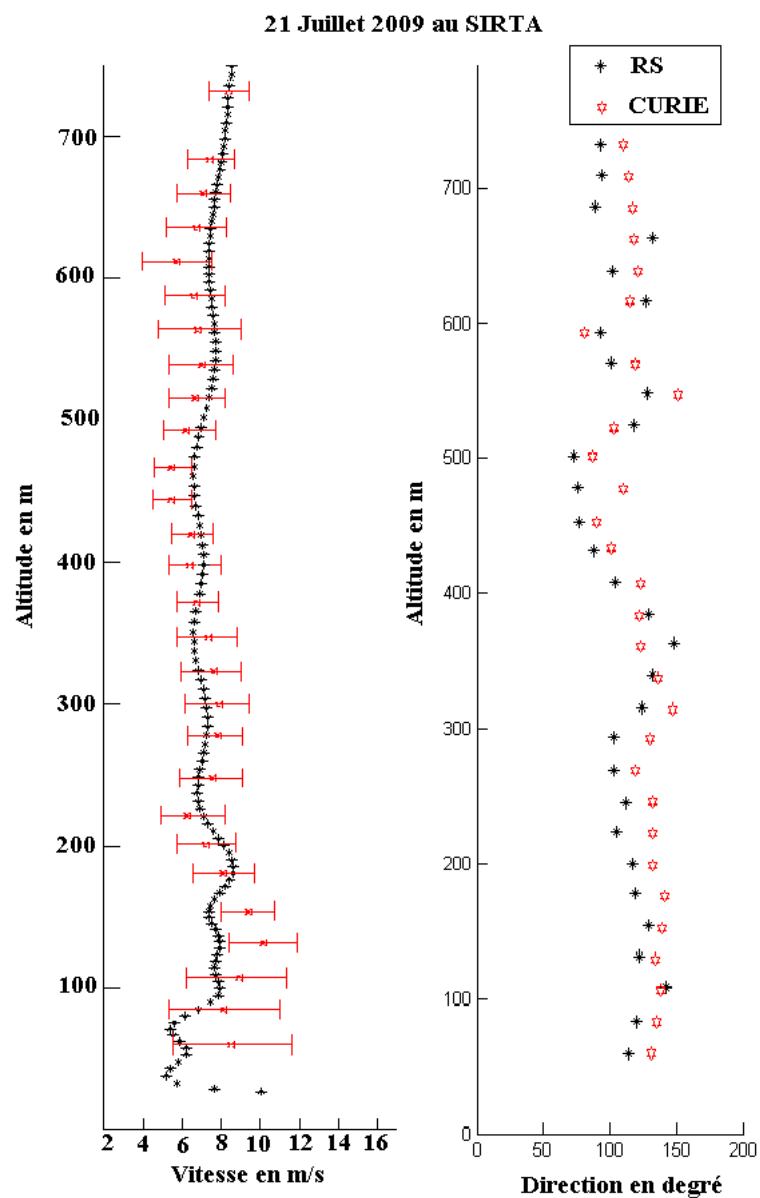 21 Juillet 2009 au SIRTA
RS
CURIE
700
600
500
400
300
200
100
Altitude en m
2 4 6 8 10 12 14 16
Vitesse en m/s
700
600
500
400
300
200
100
0
Altitude en m
0 50 100 150 200
Direction en degré